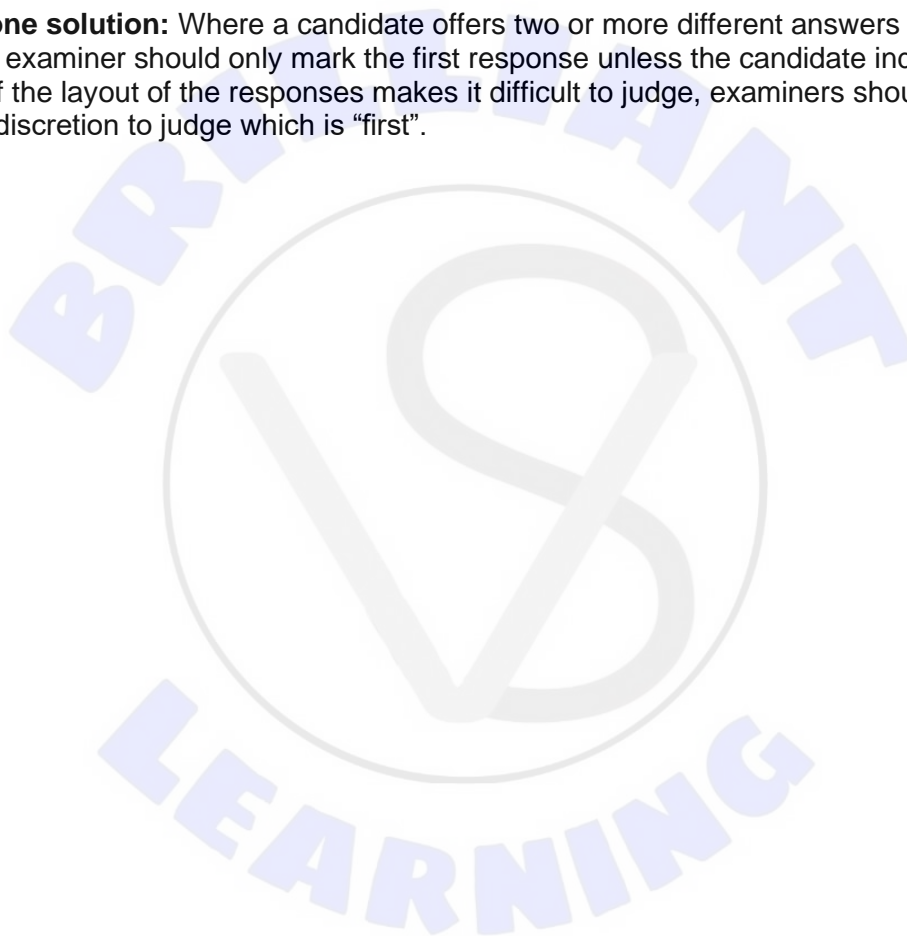 one solution: Where a candidate offers two or more different answers
examiner should only mark the first response unless the candidate
the layout of the responses makes it difficult to judge, examiners
discretion to judge which is “first”.
BRILLIANT
VS
LEARNING